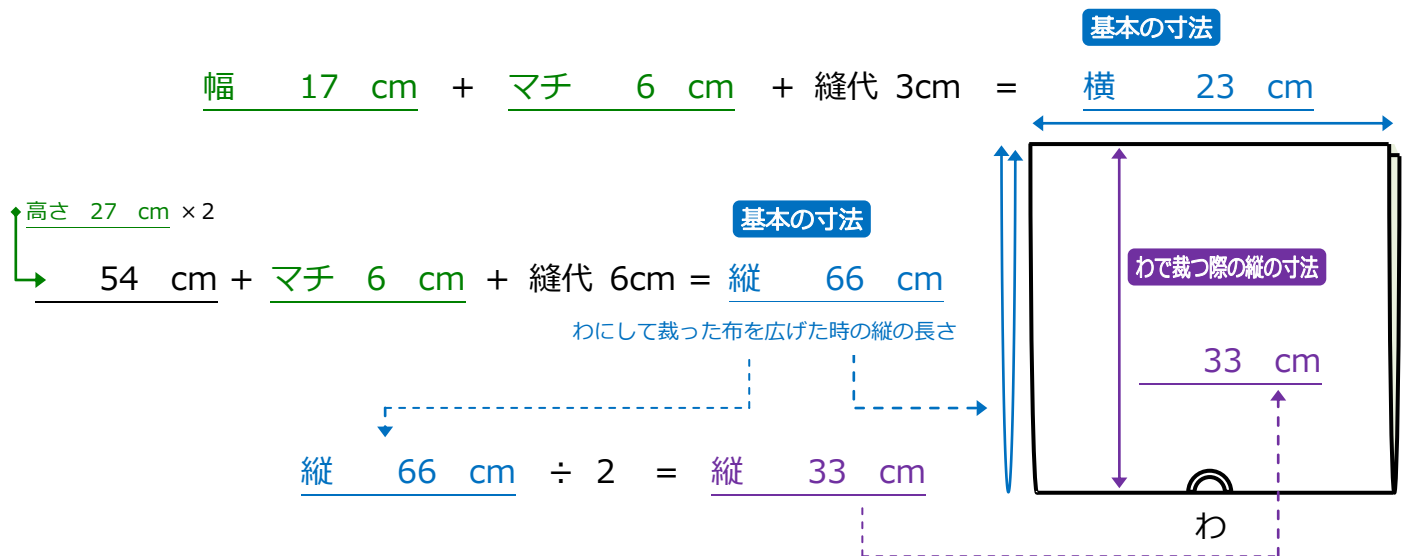 基本の寸法
幅 17 cm + マチ 6 cm + 縫代 3cm = 横 23 cm
高さ 27 cm ×2
基本の寸法
54 cm + マチ 6 cm + 縫代 6cm = 縦 66 cm
わで裁つ際の縦の寸法
わにして裁った布を広げた時の縦の長さ
33 cm
縦 66 cm ÷ 2 = 縦 33 cm
わ